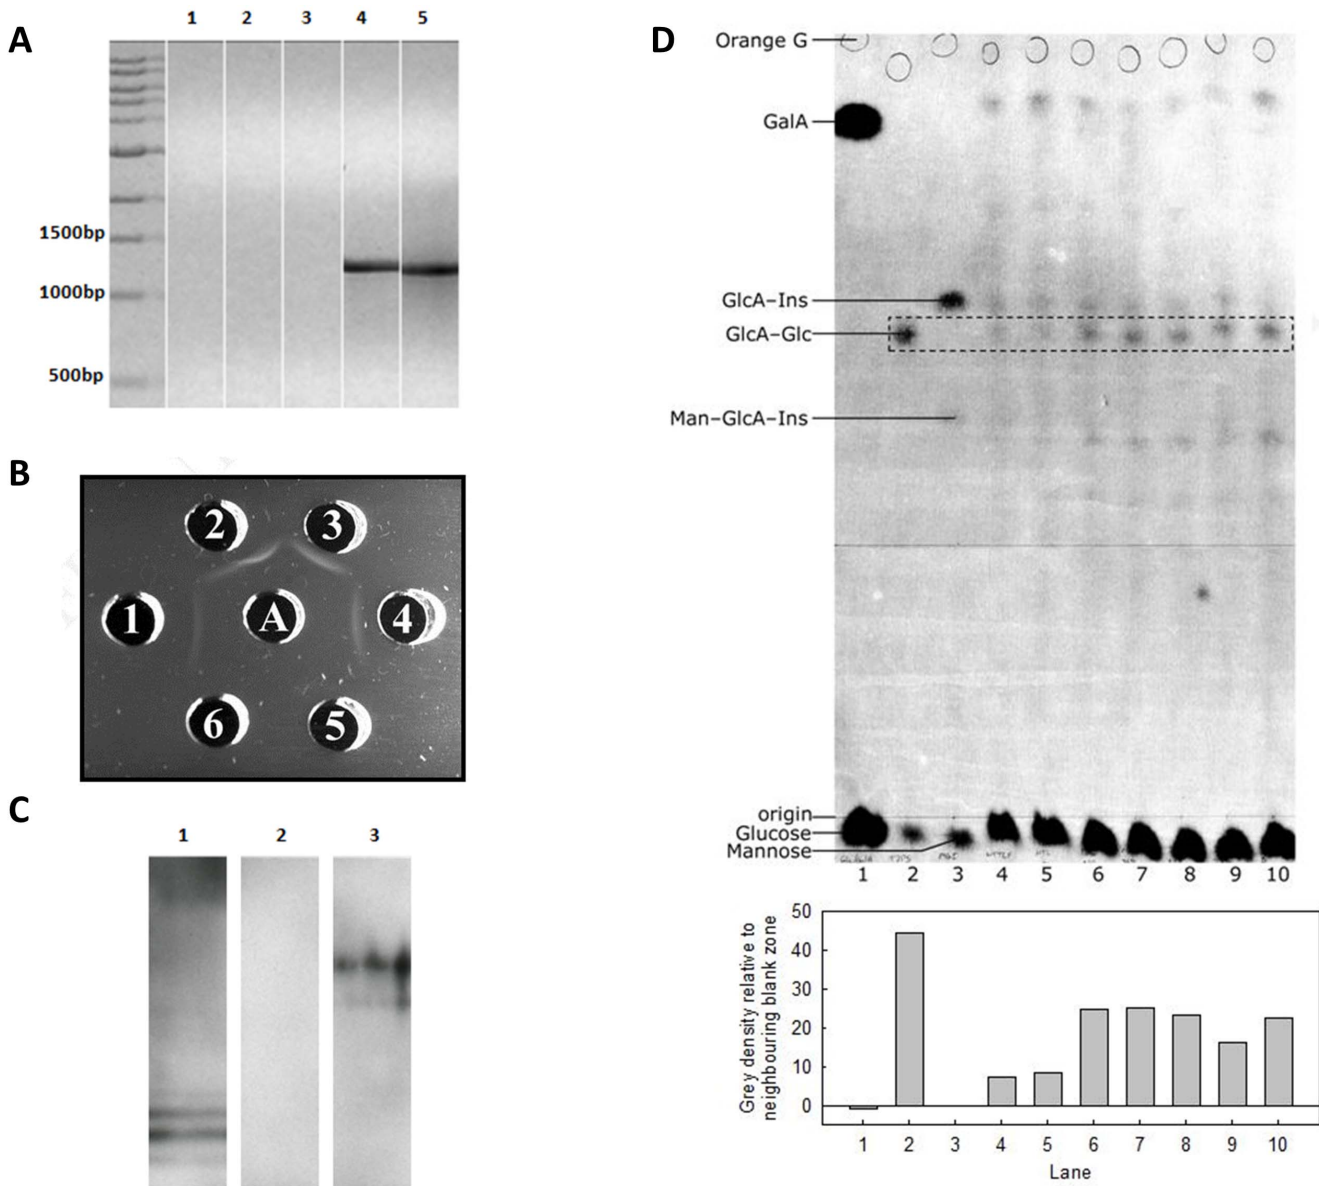 A
1 2 3 4 5
1500bp
1000bp
500bp
B
2 3
1 A 4
6 5
C
1 2 3
D
Orange G
GalA
GlcA–Ins
GlcA–Glc
Man–GlcA–Ins
origin
Glucose
Mannose
1 2 3 4 5 6 7 8 9 10
Grey density relative to
neighbouring blank zone
50
40
30
20
10
0
1 2 3 4 5 6 7 8 9 10
Lane